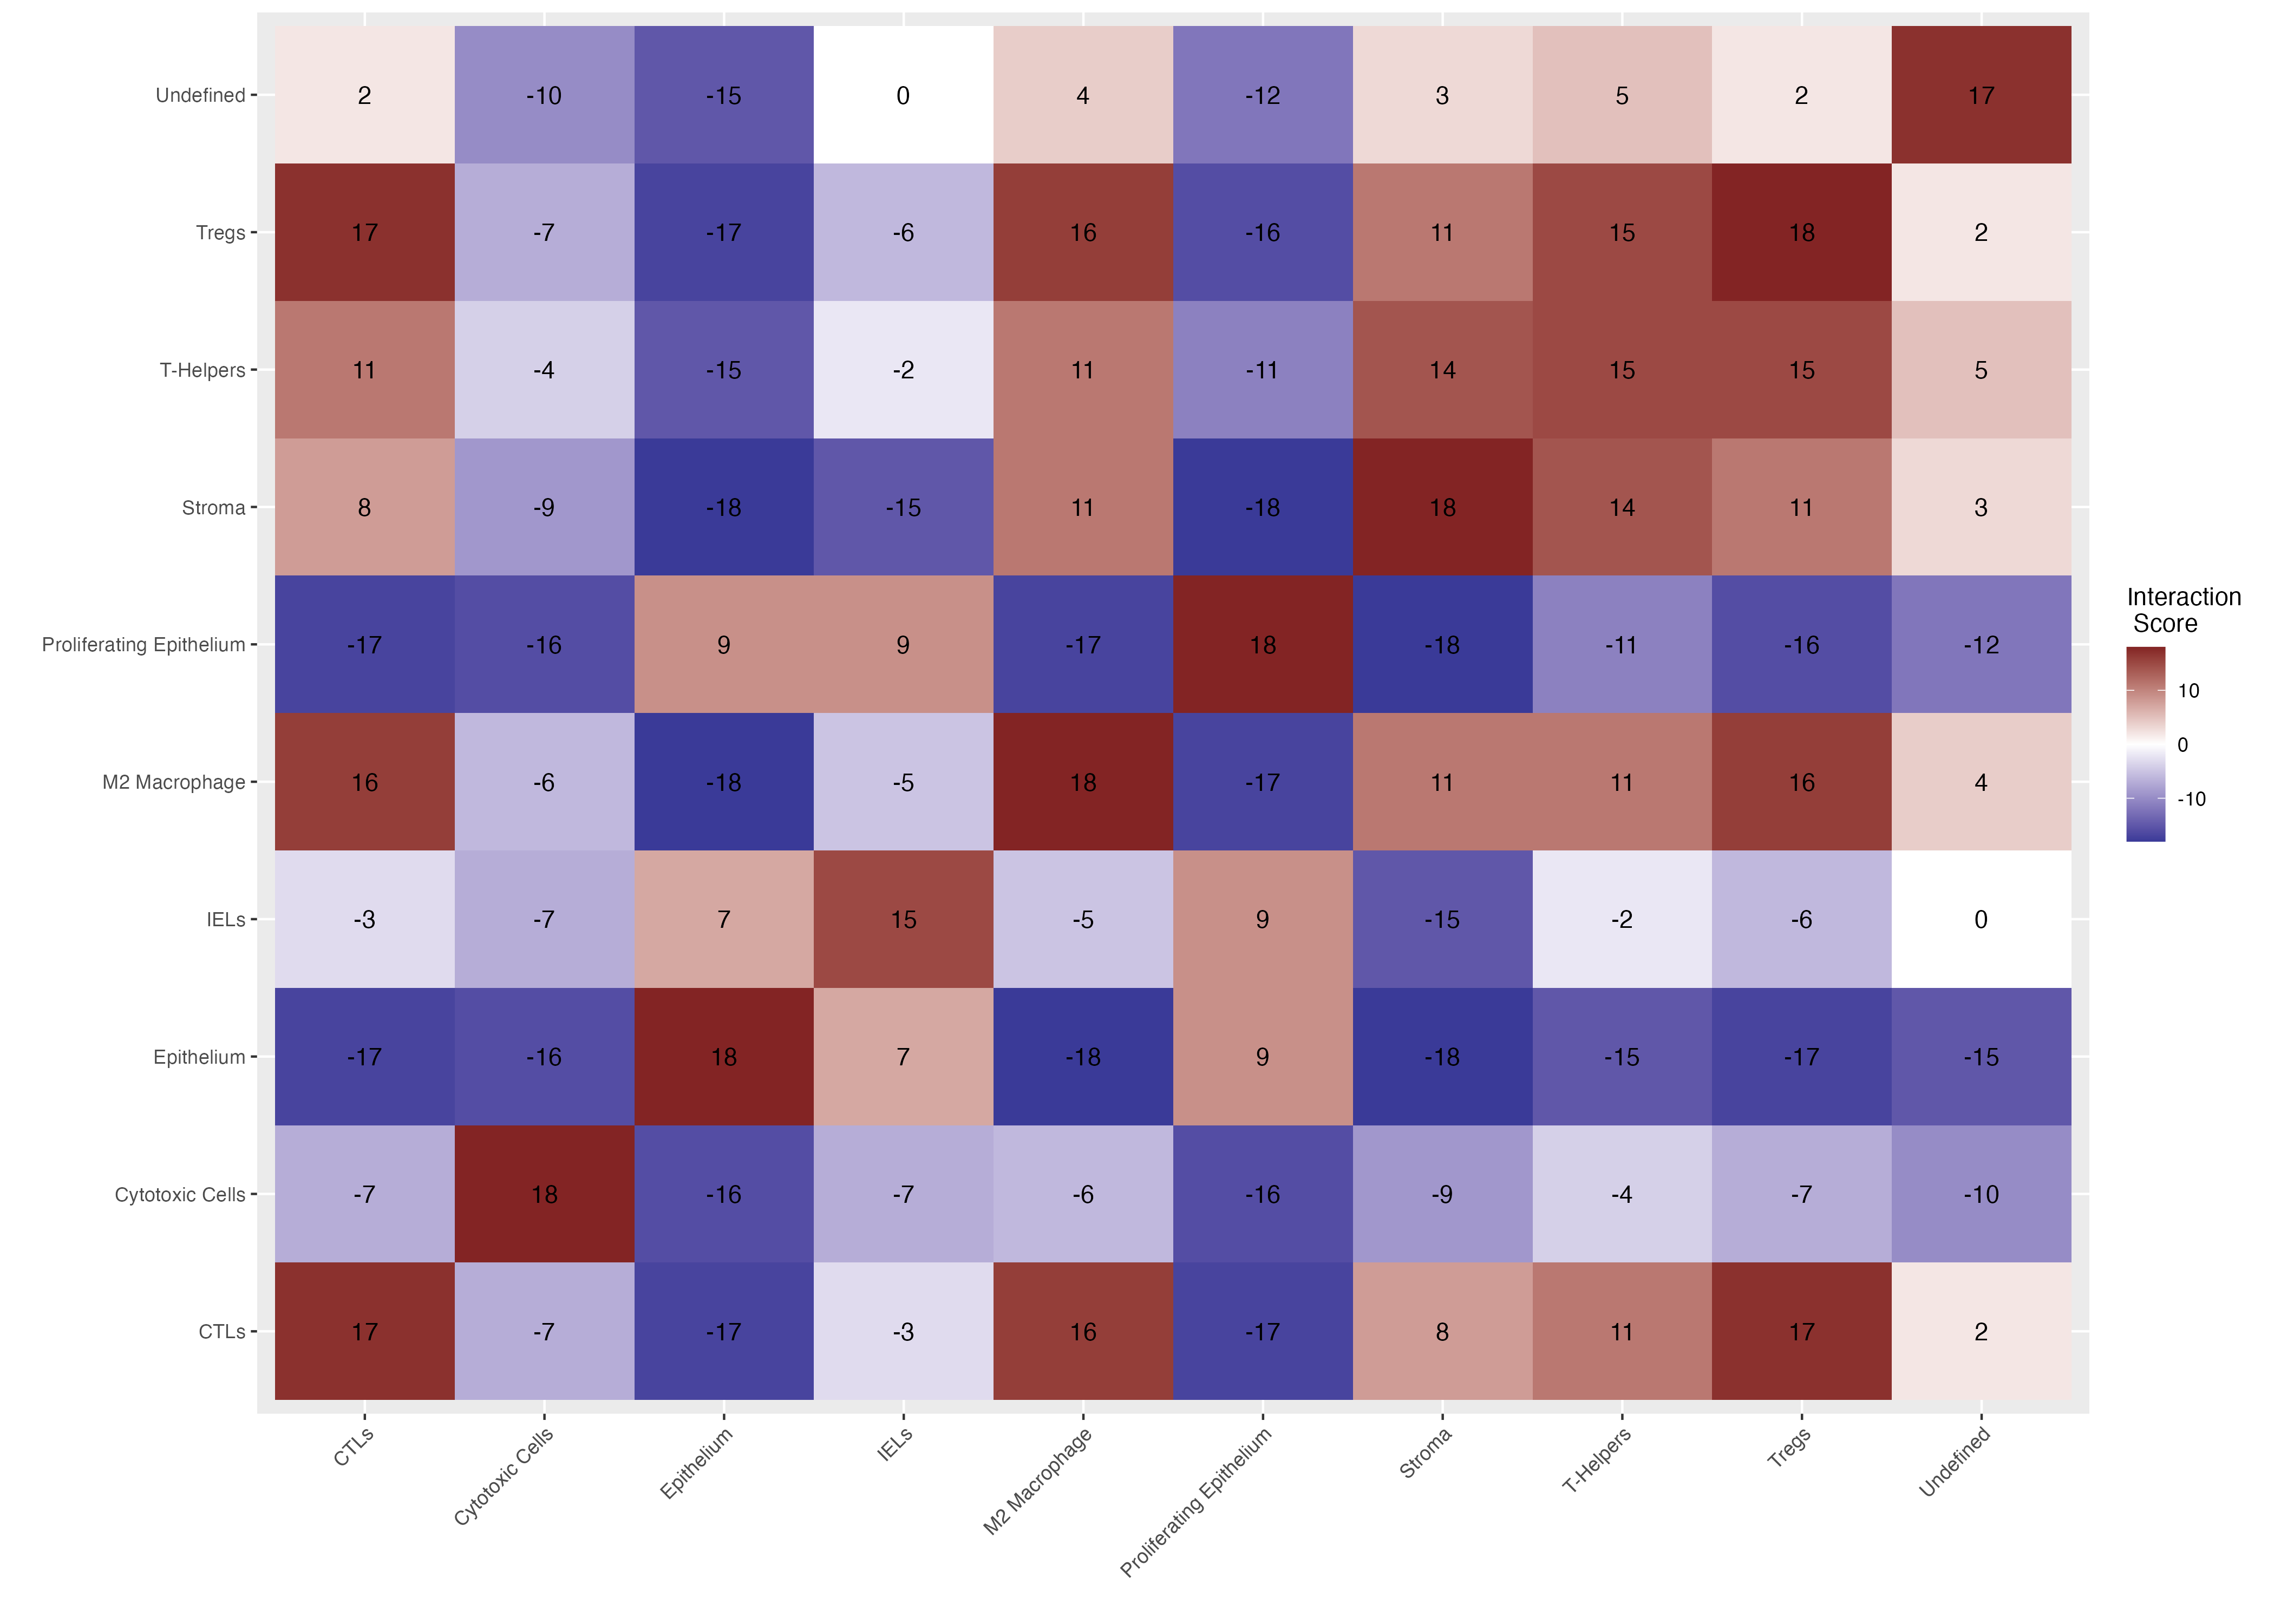 Undefined 2 -10 -15 0 4 -12 3 5 2 17
Tregs 17 -7 -17 -6 16 -16 11 15 18 2
T-Helpers 11 -4 -15 -2 11 -11 14 15 15 5
Stroma 8 -9 -18 -15 11 -18 18 14 11 3
Proliferating Epithelium -17 -16 9 9 -17 18 -18 -11 -16 -12
M2 Macrophage 16 -6 -18 -5 18 -17 11 11 16 4
IELs -3 -7 7 15 -5 9 -15 -2 -6 0
Epithelium -17 -16 18 7 -18 9 -18 -15 -17 -15
Cytotoxic Cells -7 18 -16 -7 -6 -16 -9 -4 -7 -10
CTLs 17 -7 -17 -3 16 -17 8 11 17 2
CTLs Cytotoxic Cells Epithelium IELs M2 Macrophage Proliferating Epithelium Stroma T-Helpers Tregs Undefined
Interaction
Score
10
0
-10